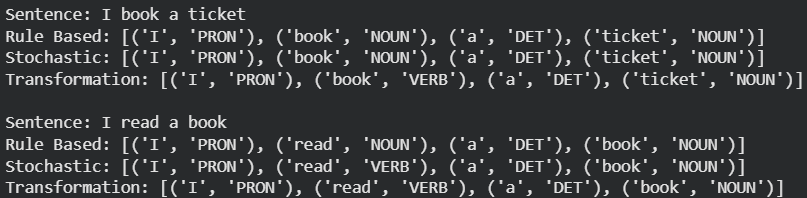 Sentence: I book a ticket
Rule Based: [('I', 'PRON'), ('book', 'NOUN'), ('a', 'DET'), ('ticket', 'NOUN')]
Stochastic: [('I', 'PRON'), ('book', 'NOUN'), ('a', 'DET'), ('ticket', 'NOUN')]
Transformation: [('I', 'PRON'), ('book', 'VERB'), ('a', 'DET'), ('ticket', 'NOUN')]

Sentence: I read a book
Rule Based: [('I', 'PRON'), ('read', 'NOUN'), ('a', 'DET'), ('book', 'NOUN')]
Stochastic: [('I', 'PRON'), ('read', 'VERB'), ('a', 'DET'), ('book', 'NOUN')]
Transformation: [('I', 'PRON'), ('read', 'VERB'), ('a', 'DET'), ('book', 'NOUN')]